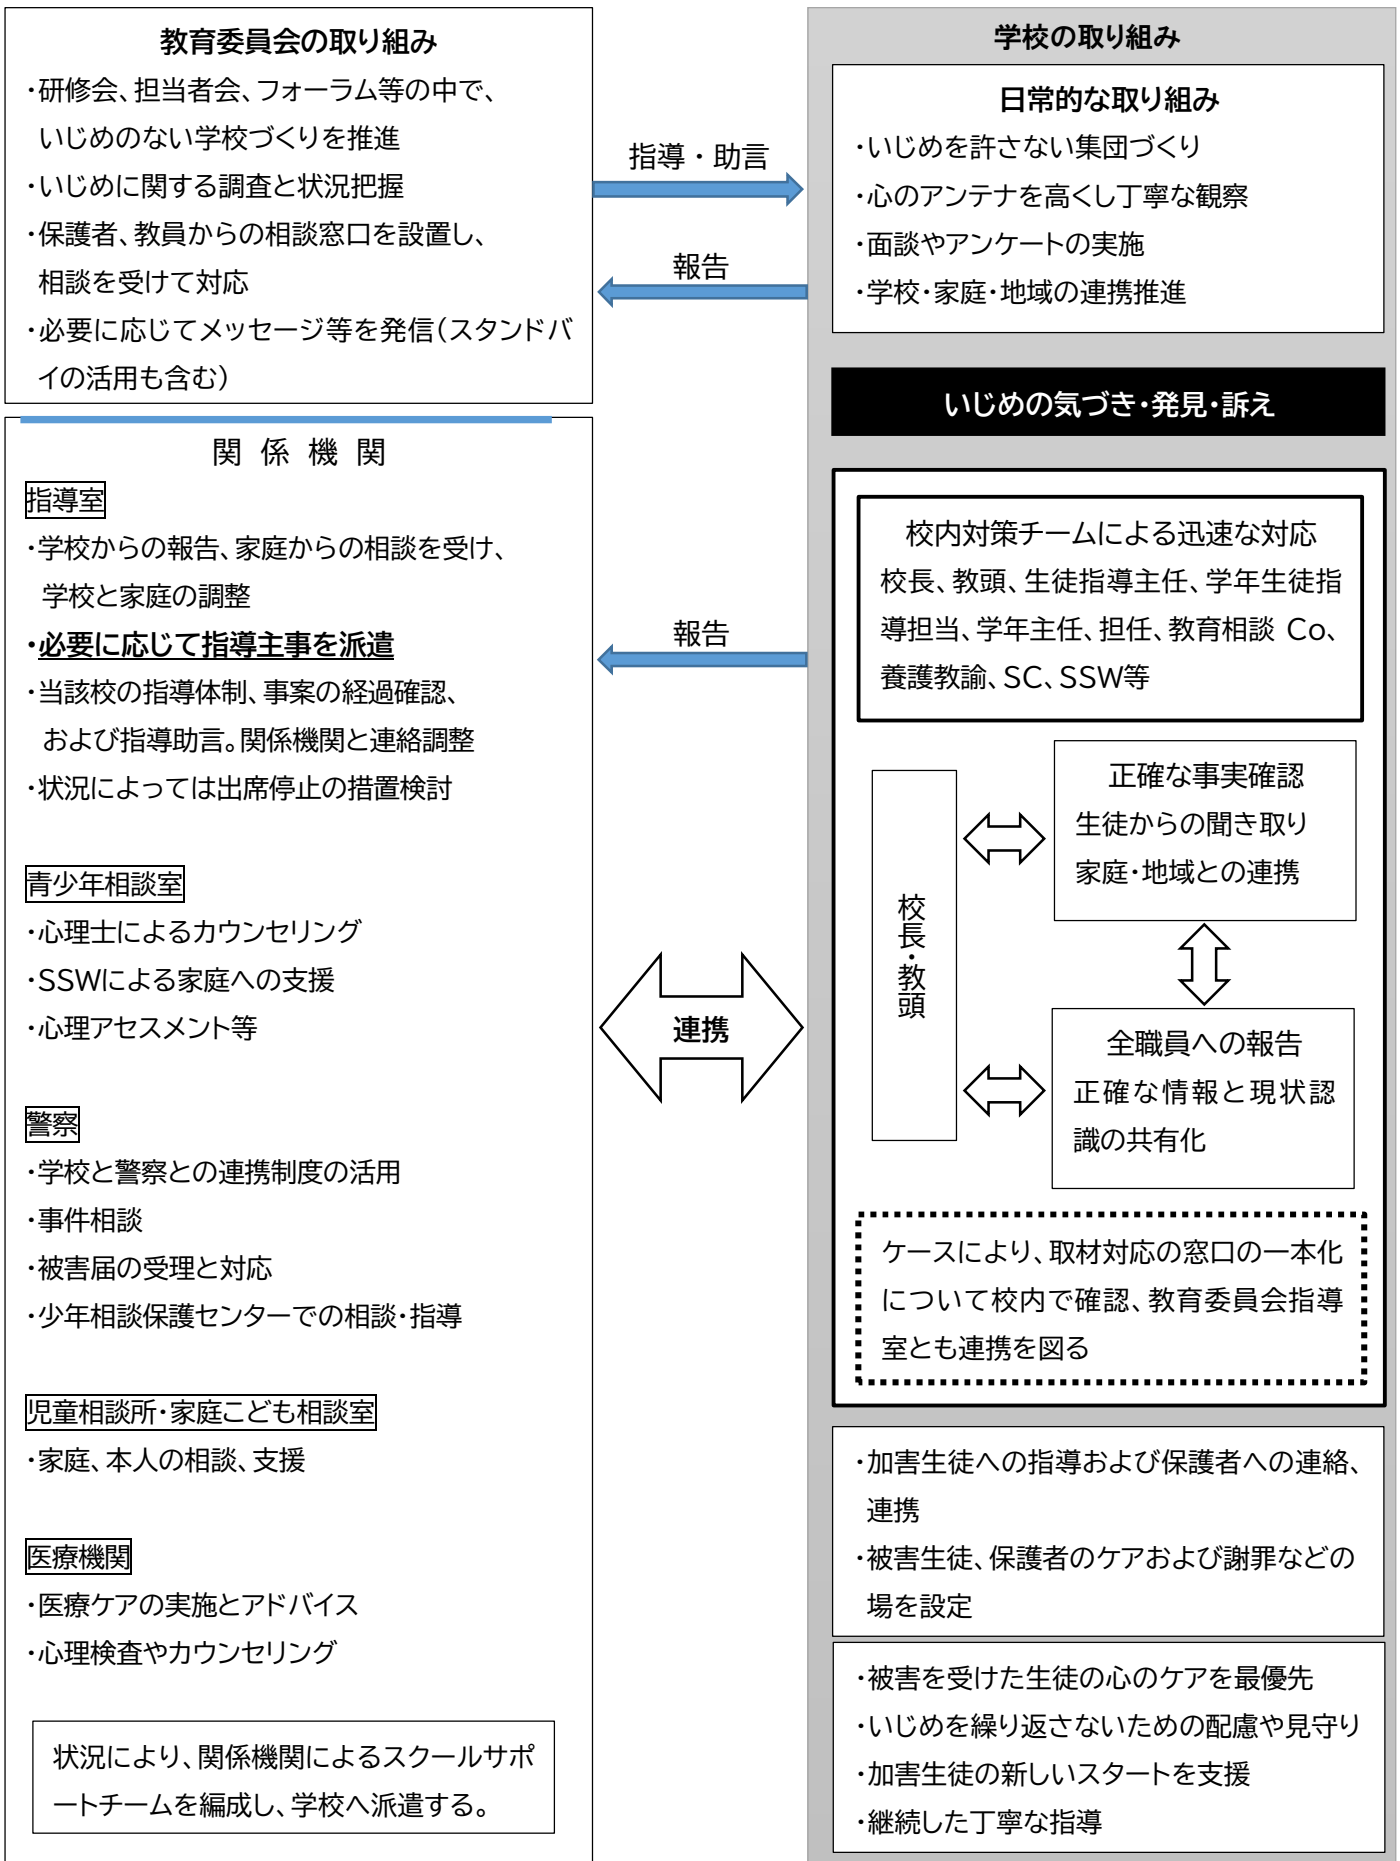 教育委員会の取り組み
・研修会、担当者会、フォーラム等の中で、
いじめのない学校づくりを推進
・いじめに関する調査と状況把握
・保護者、教員からの相談窓口を設置し、
相談を受けて対応
・必要に応じてメッセージ等を発信(スタンドバ
イの活用も含む)
指導・助言
報告
関係機関
指導室
・学校からの報告、家庭からの相談を受け、
学校と家庭の調整
・必要に応じて指導主事を派遣
・当該校の指導体制、事案の経過確認、
および指導助言。関係機関と連絡調整
・状況によっては出席停止の措置検討
青少年相談室
・心理士によるカウンセリング
・SSWによる家庭への支援
・心理アセスメント等
警察
・学校と警察との連携制度の活用
・事件相談
・被害届の受理と対応
・少年相談保護センターでの相談・指導
児童相談所・家庭こども相談室
・家庭、本人の相談、支援
医療機関
・医療ケアの実施とアドバイス
・心理検査やカウンセリング
状況により、関係機関によるスクールサポ
ートチームを編成し、学校へ派遣する。
報告
連携
学校の取り組み
日常的な取り組み
・いじめを許さない集団づくり
・心のアンテナを高くし丁寧な観察
・面談やアンケートの実施
・学校・家庭・地域の連携推進
いじめの気づき・発見・訴え
校内対策チームによる迅速な対応
校長、教頭、生徒指導主任、学年生徒指
導担当、学年主任、担任、教育相談 Co、
養護教諭、SC、SSW等
校長・教頭
正確な事実確認
生徒からの聞き取り
家庭・地域との連携
全職員への報告
正確な情報と現状認
識の共有化
ケースにより、取材対応の窓口の一本化
について校内で確認、教育委員会指導
室とも連携を図る
・加害生徒への指導および保護者への連絡、
連携
・被害生徒、保護者のケアおよび謝罪などの
場を設定
・被害を受けた生徒の心のケアを最優先
・いじめを繰り返さないための配慮や見守り
・加害生徒の新しいスタートを支援
・継続した丁寧な指導